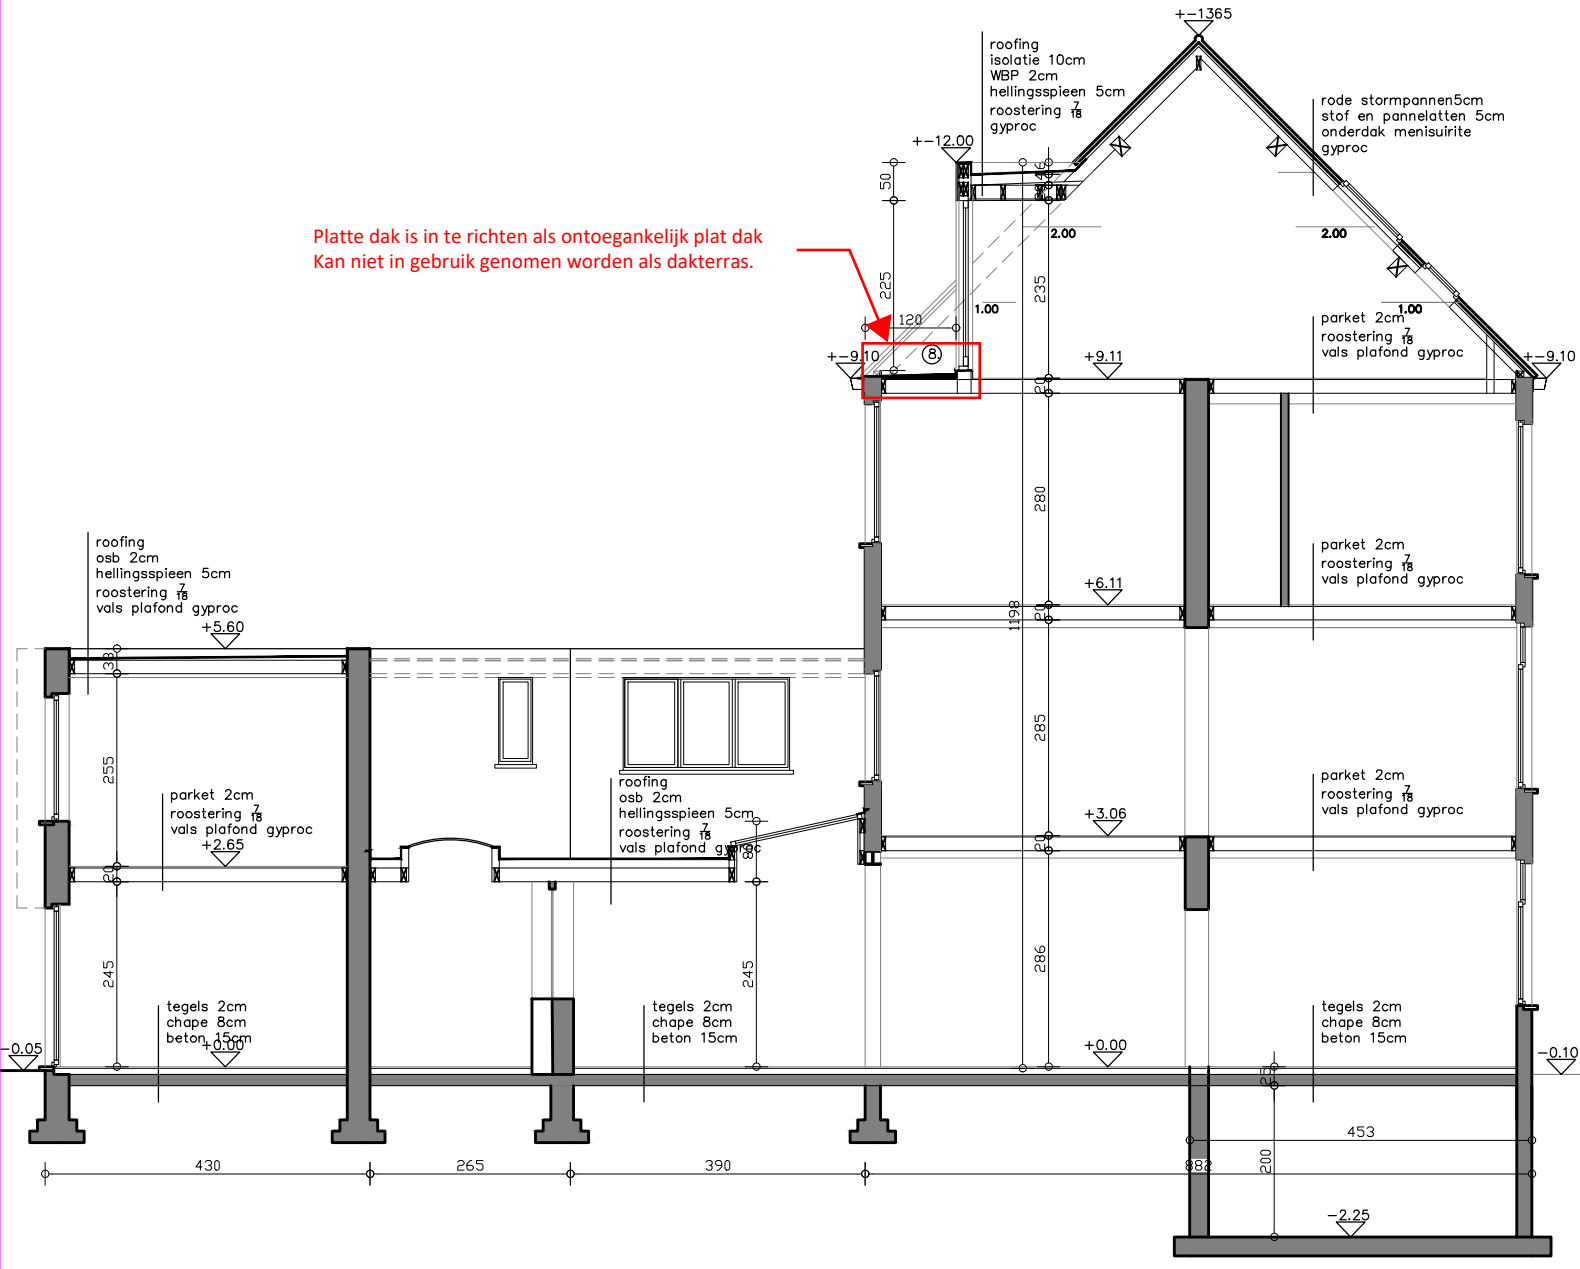 +-1365
roofing
isolatie 10cm
WBP 2cm
hellingsspieen 5cm
roostering 7/18
gyproc
rode stormpannen5cm
stof en pannelatten 5cm
onderdak menisuirite
gyproc
+-12.00
50
46
Platte dak is in te richten als ontoegankelijk plat dak
Kan niet in gebruik genomen worden als dakterras.
2.00
2.00
225
235
1.00
1.00
120
8.
+-9.10
+9.11
+-9.10
parket 2cm
roostering 7/18
vals plafond gyproc
20
280
roofing
osb 2cm
hellingsspieen 5cm
roostering 7/18
vals plafond gyproc
parket 2cm
roostering 7/18
vals plafond gyproc
+6.11
20
1198
+5.60
33
285
255
roofing
osb 2cm
hellingsspieen 5cm
roostering 7/18
vals plafond gyproc
parket 2cm
roostering 7/18
vals plafond gyproc
parket 2cm
roostering 7/18
vals plafond gyproc
+2.65
+3.06
20
20
245
245
286
tegels 2cm
chape 8cm
beton 15cm
tegels 2cm
chape 8cm
beton 15cm
tegels 2cm
chape 8cm
beton 15cm
-0.05
+0.00
+0.00
-0.10
25
453
200
430
265
390
882
-2.25